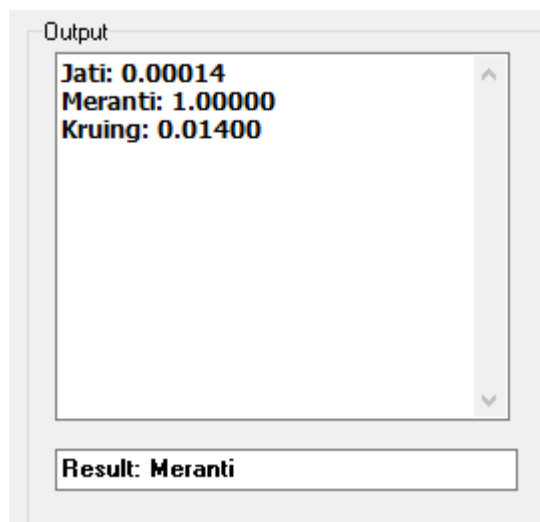 Output
Jati: 0.00014
Meranti: 1.00000
Kruing: 0.01400
Result: Meranti